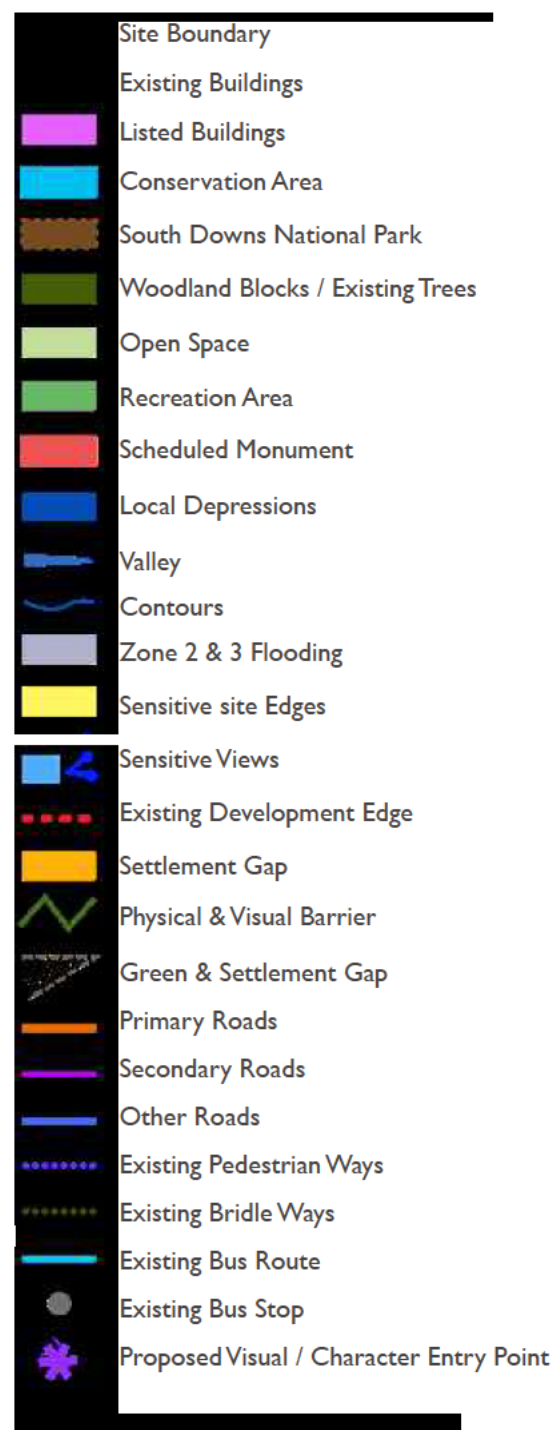 Site Boundary
Existing Buildings
Listed Buildings
Conservation Area
South Downs National Park
Woodland Blocks / Existing Trees
Open Space
Recreation Area
Scheduled Monument
Local Depressions
Valley
Contours
Zone 2 & 3 Flooding
Sensitive site Edges
Sensitive Views
Existing Development Edge
Settlement Gap
Physical & Visual Barrier
Green & Settlement Gap
Primary Roads
Secondary Roads
Other Roads
Existing Pedestrian Ways
Existing Bridle Ways
Existing Bus Route
Existing Bus Stop
Proposed Visual / Character Entry Point